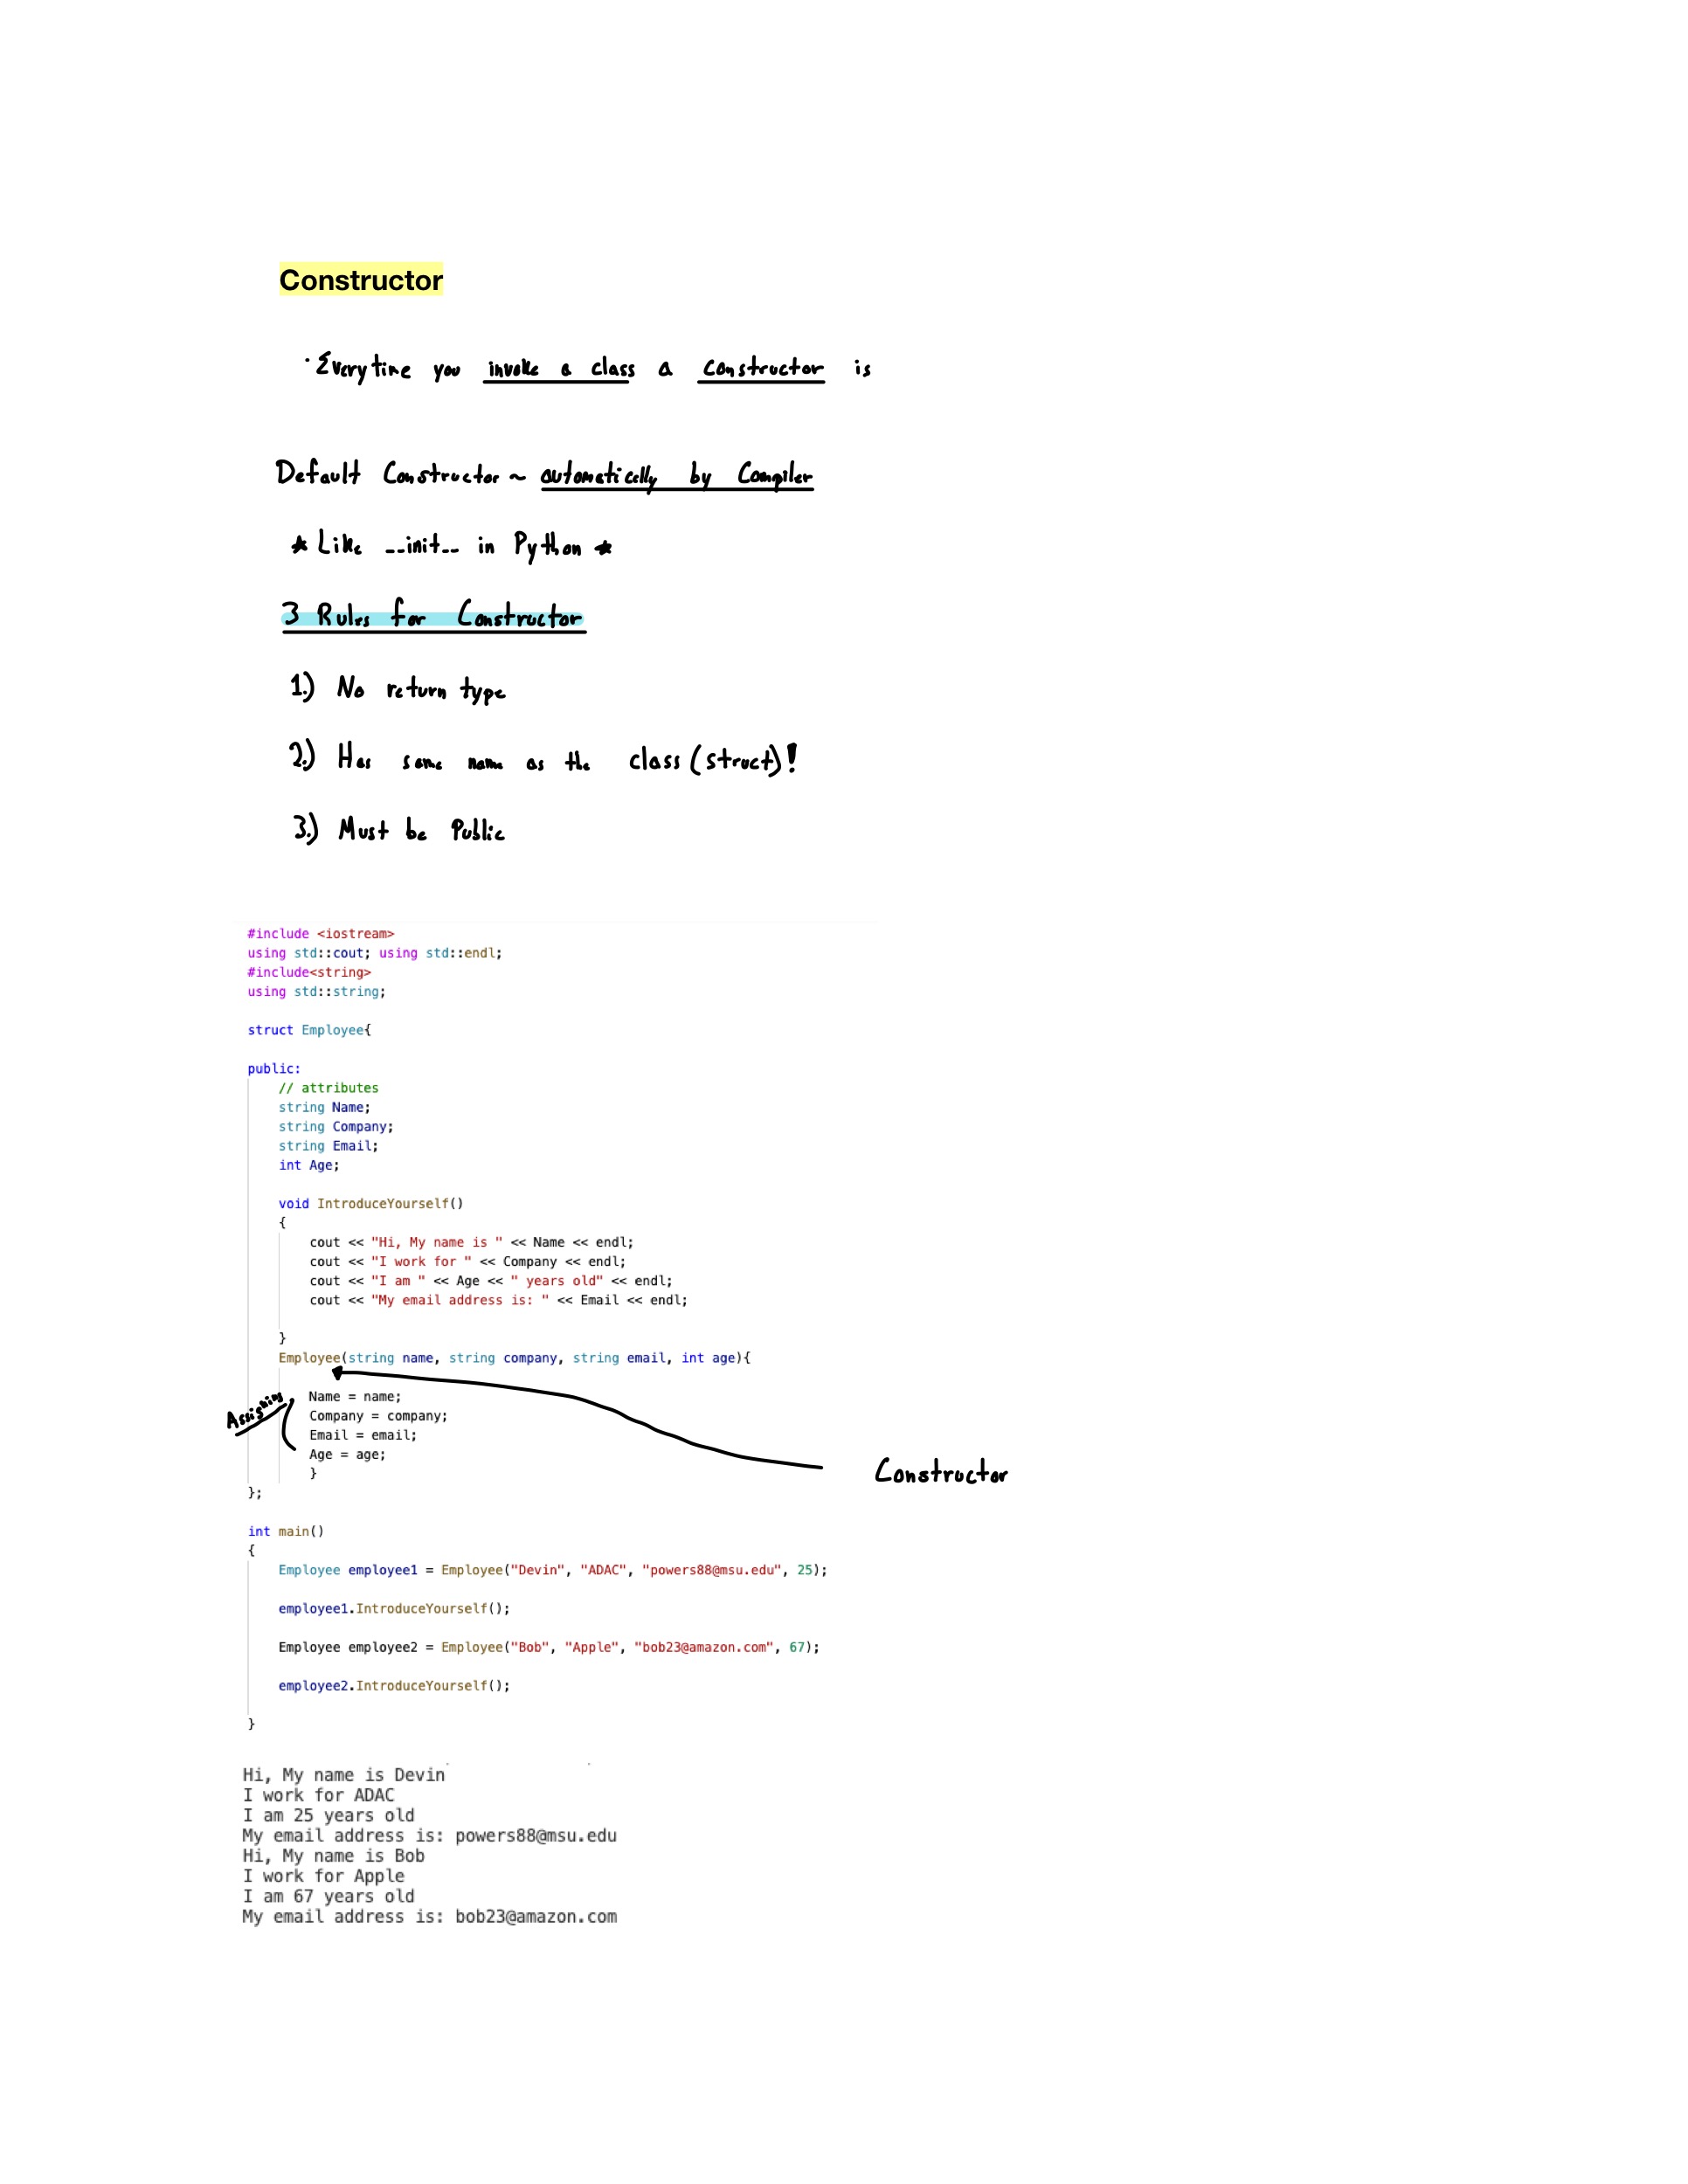 Constructor
· Everytime you invoke a class a constructor is
Default Constructor ~ automatically by Compiler
* Like __init__ in Python *
3 Rules for Constructor
1.) No return type
2.) Has same name as the class (struct)!
3.) Must be Public
#include <iostream>
using std::cout; using std::endl;
#include<string>
using std::string;
struct Employee{
public:
// attributes
string Name;
string Company;
string Email;
int Age;
void IntroduceYourself()
{
cout << "Hi, My name is " << Name << endl;
cout << "I work for " << Company << endl;
cout << "I am " << Age << " years old" << endl;
cout << "My email address is: " << Email << endl;
}
Employee(string name, string company, string email, int age){
Name = name;
Assigning
Company = company;
Email = email;
Age = age;
}
Constructor
};
int main()
{
Employee employee1 = Employee("Devin", "ADAC", "powers88@msu.edu", 25);
employee1.IntroduceYourself();
Employee employee2 = Employee("Bob", "Apple", "bob23@amazon.com", 67);
employee2.IntroduceYourself();
}
Hi, My name is Devin
I work for ADAC
I am 25 years old
My email address is: powers88@msu.edu
Hi, My name is Bob
I work for Apple
I am 67 years old
My email address is: bob23@amazon.com